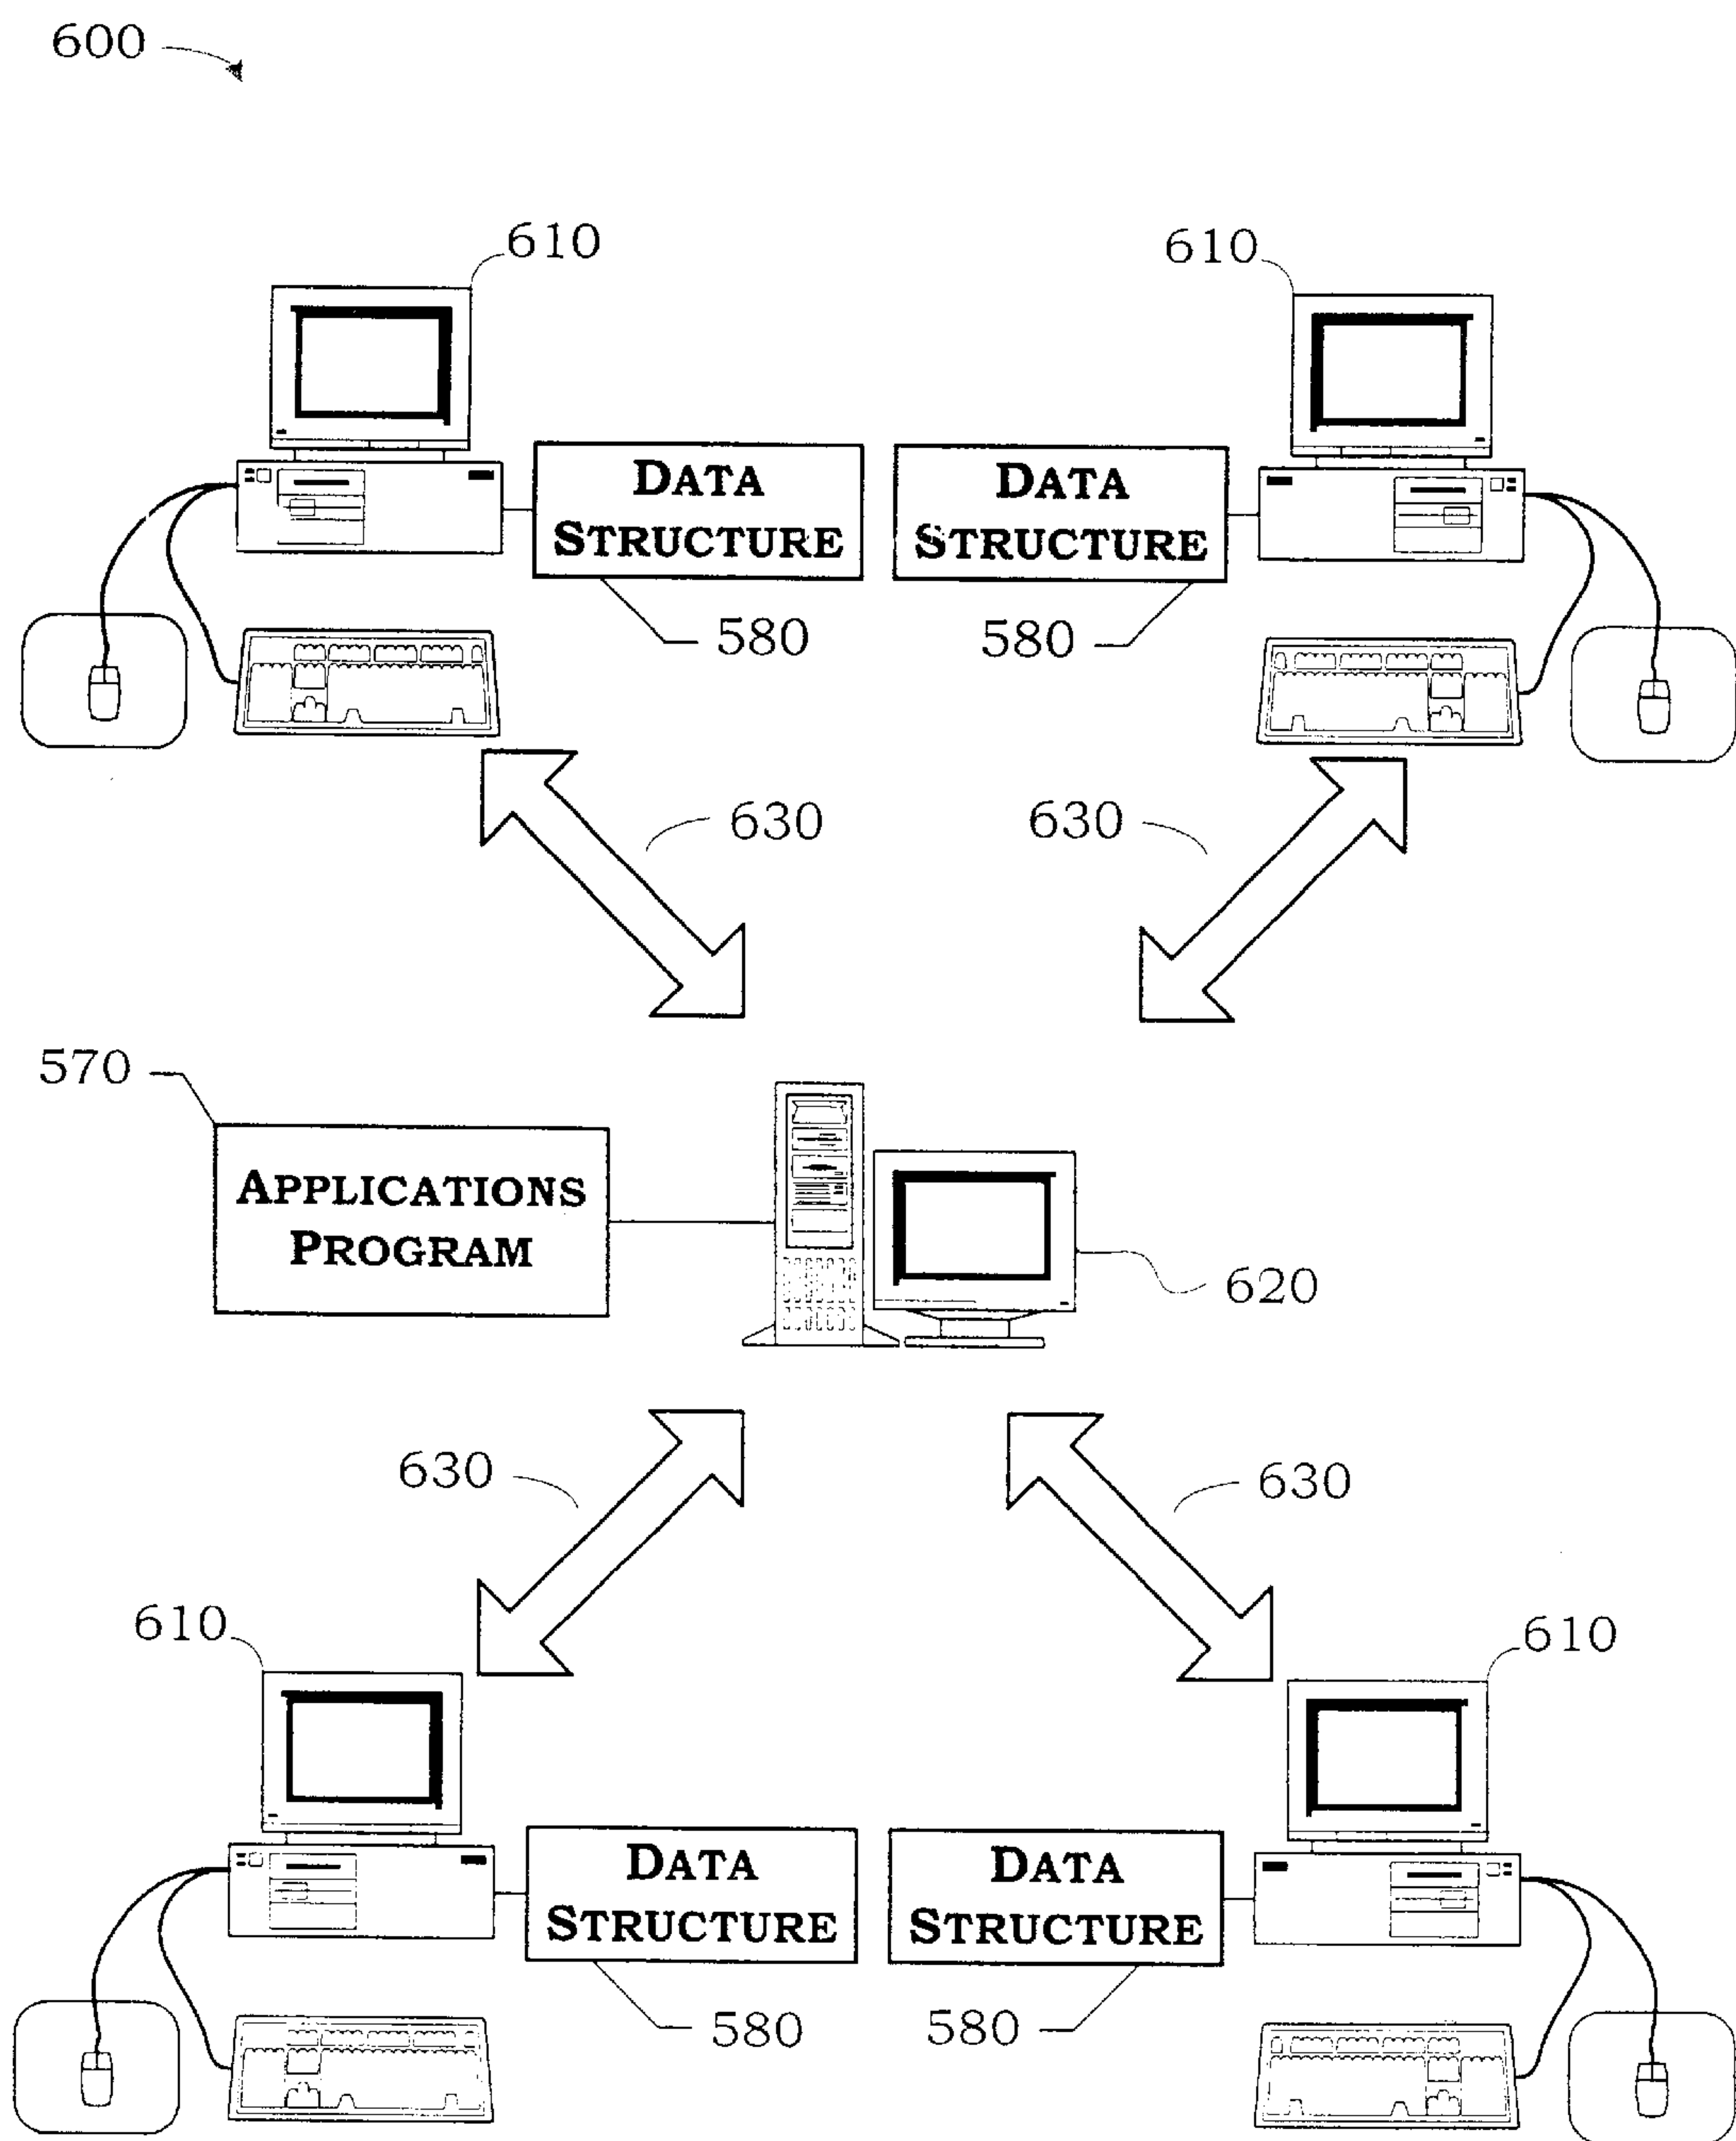 600
610
610
DATA
STRUCTURE
DATA
STRUCTURE
580
580
630
630
570
APPLICATIONS
PROGRAM
620
630
630
610
610
DATA
STRUCTURE
DATA
STRUCTURE
580
580